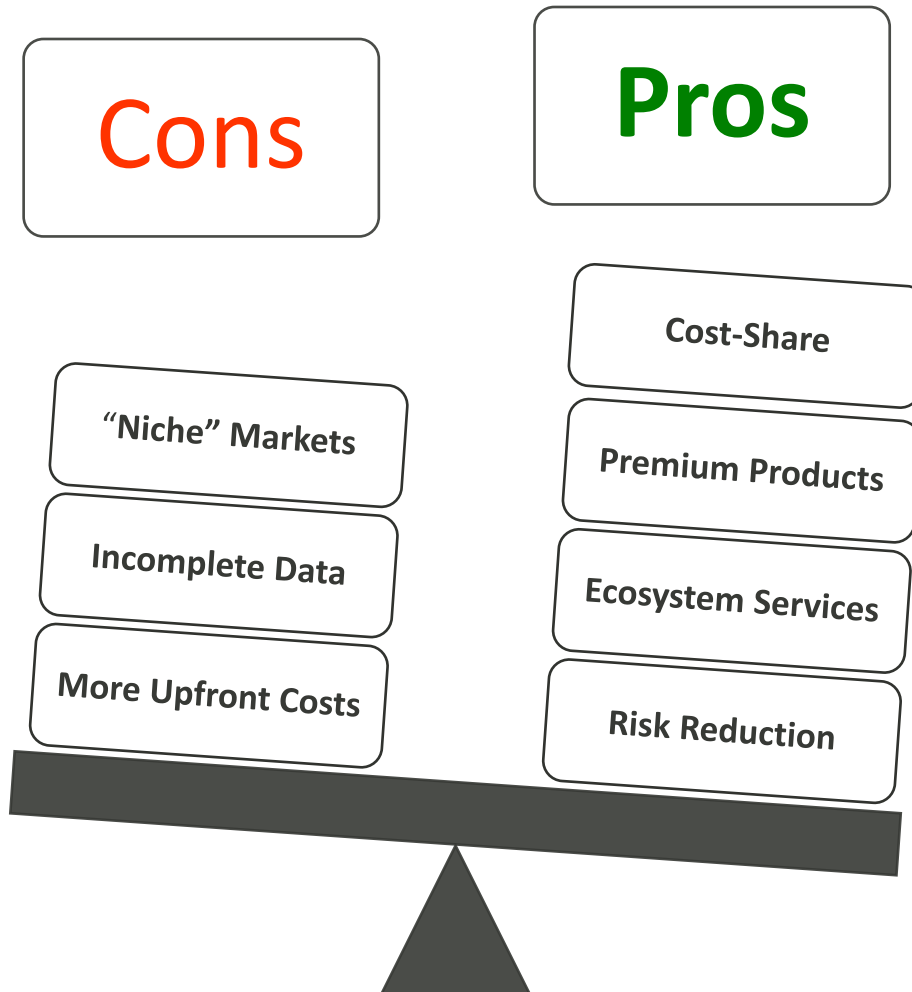 Cons
Pros
“Niche” Markets
Incomplete Data
More Upfront Costs
Cost-Share
Premium Products
Ecosystem Services
Risk Reduction